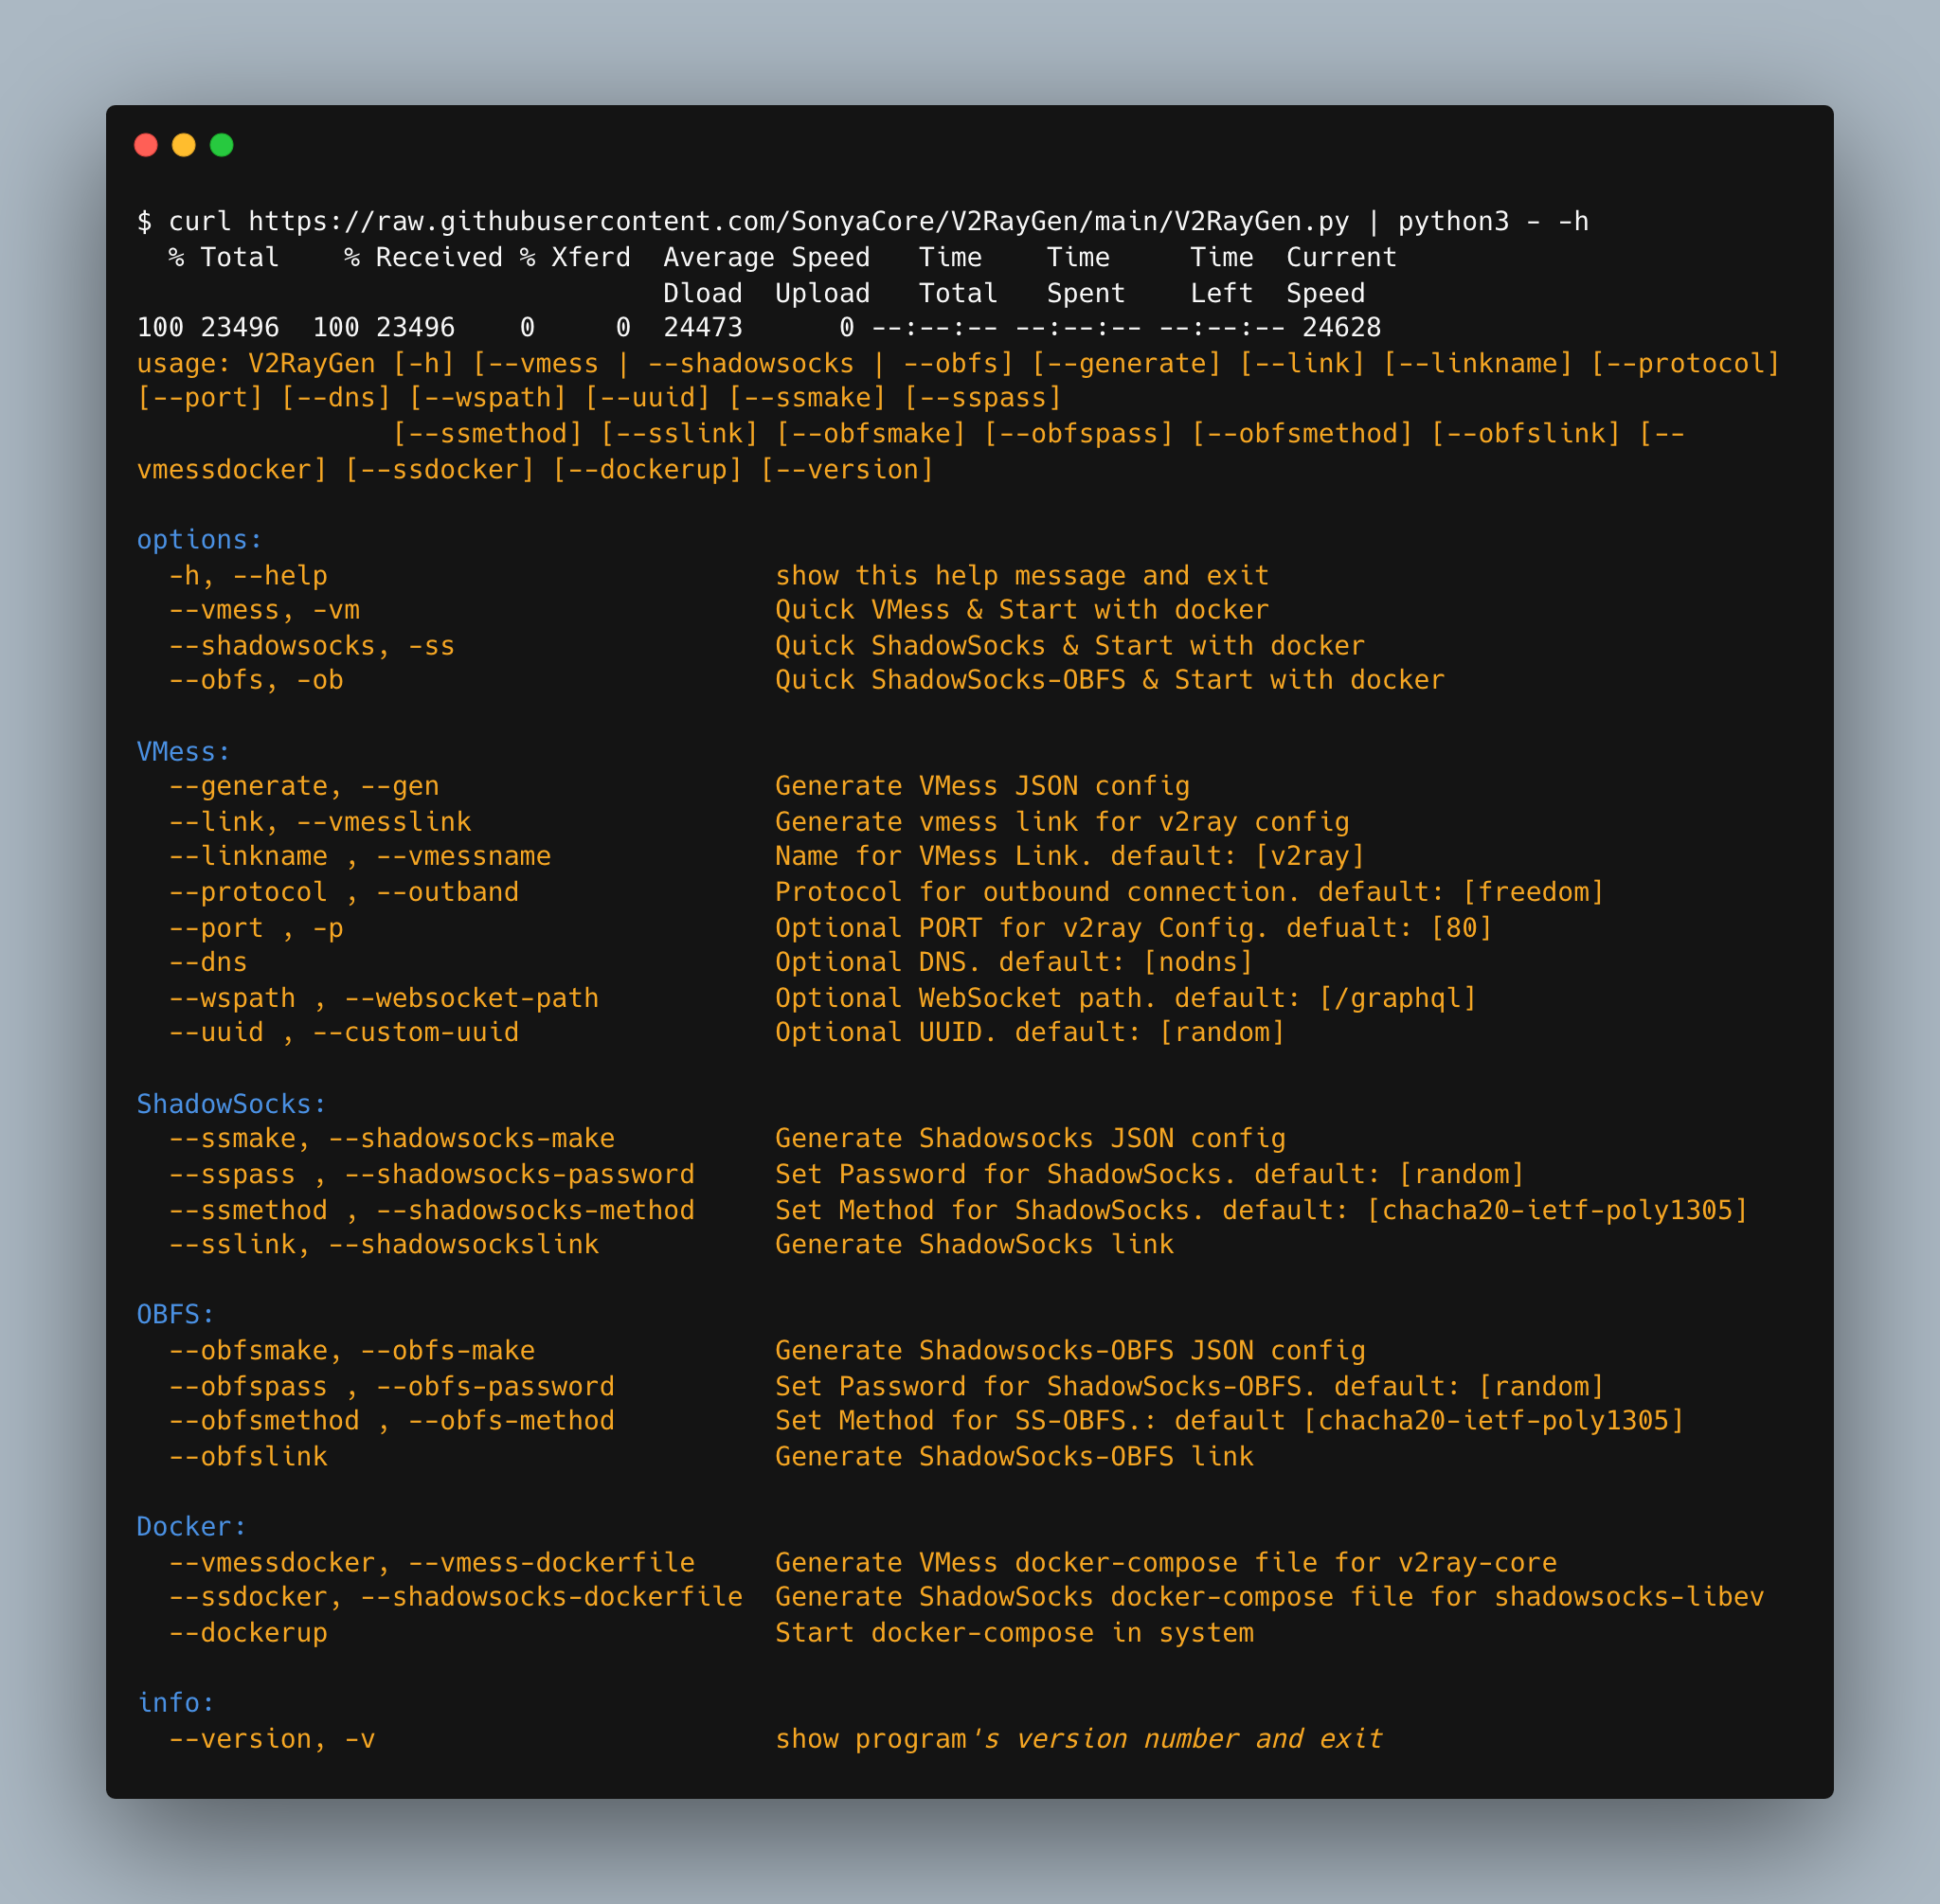 $ curl https://raw.githubusercontent.com/SonyaCore/V2RayGen/main/V2RayGen.py | python3 - -h
  % Total    % Received % Xferd  Average Speed   Time    Time     Time  Current
                                 Dload  Upload   Total   Spent    Left  Speed
100 23496  100 23496    0     0  24473      0 --:--:-- --:--:-- --:--:-- 24628
usage: V2RayGen [-h] [--vmess | --shadowsocks | --obfs] [--generate] [--link] [--linkname] [--protocol]
[--port] [--dns] [--wspath] [--uuid] [--ssmake] [--sspass]
                [--ssmethod] [--sslink] [--obfsmake] [--obfspass] [--obfsmethod] [--obfslink] [--
vmessdocker] [--ssdocker] [--dockerup] [--version]

options:
  -h, --help                            show this help message and exit
  --vmess, -vm                          Quick VMess & Start with docker
  --shadowsocks, -ss                    Quick ShadowSocks & Start with docker
  --obfs, -ob                           Quick ShadowSocks-OBFS & Start with docker

VMess:
  --generate, --gen                     Generate VMess JSON config
  --link, --vmesslink                   Generate vmess link for v2ray config
  --linkname , --vmessname              Name for VMess Link. default: [v2ray]
  --protocol , --outband                Protocol for outbound connection. default: [freedom]
  --port , -p                           Optional PORT for v2ray Config. defualt: [80]
  --dns                                 Optional DNS. default: [nodns]
  --wspath , --websocket-path           Optional WebSocket path. default: [/graphql]
  --uuid , --custom-uuid                Optional UUID. default: [random]

ShadowSocks:
  --ssmake, --shadowsocks-make          Generate Shadowsocks JSON config
  --sspass , --shadowsocks-password     Set Password for ShadowSocks. default: [random]
  --ssmethod , --shadowsocks-method     Set Method for ShadowSocks. default: [chacha20-ietf-poly1305]
  --sslink, --shadowsockslink           Generate ShadowSocks link

OBFS:
  --obfsmake, --obfs-make               Generate Shadowsocks-OBFS JSON config
  --obfspass , --obfs-password          Set Password for ShadowSocks-OBFS. default: [random]
  --obfsmethod , --obfs-method          Set Method for SS-OBFS.: default [chacha20-ietf-poly1305]
  --obfslink                            Generate ShadowSocks-OBFS link

Docker:
  --vmessdocker, --vmess-dockerfile     Generate VMess docker-compose file for v2ray-core
  --ssdocker, --shadowsocks-dockerfile  Generate ShadowSocks docker-compose file for shadowsocks-libev
  --dockerup                            Start docker-compose in system

info:
  --version, -v                         show program's version number and exit